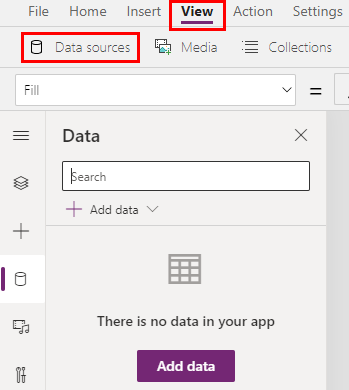 File Home Insert View Action Settings
Data sources Media Collections
Fill =
Data
Search
Add data
There is no data in your app
Add data